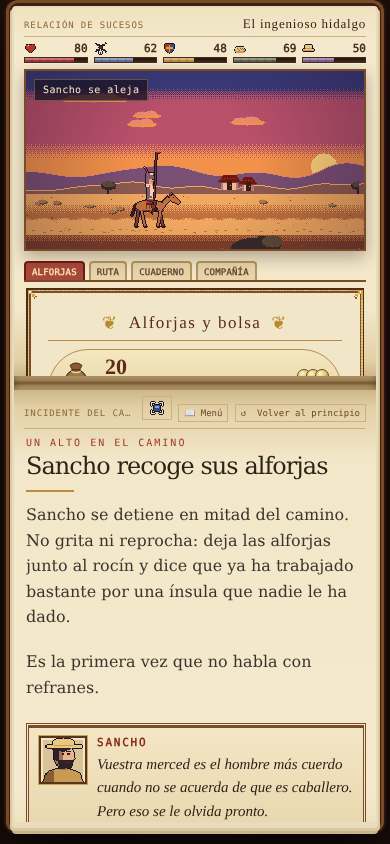 RELACIÓN DE SUCESOS
El ingenioso hidalgo
80 62 48 69 50
Sancho se aleja
ALFORJAS RUTA CUADERNO COMPAÑÍA
Alforjas y bolsa
20
INCIDENTE DEL CA… Menú ↺ Volver al principio
UN ALTO EN EL CAMINO
Sancho recoge sus alforjas
Sancho se detiene en mitad del camino.
No grita ni reprocha: deja las alforjas
junto al rocín y dice que ya ha trabajado
bastante por una ínsula que nadie le ha
dado.
Es la primera vez que no habla con
refranes.
SANCHO
Vuestra merced es el hombre más cuerdo
cuando no se acuerda de que es caballero.
Pero eso se le olvida pronto.